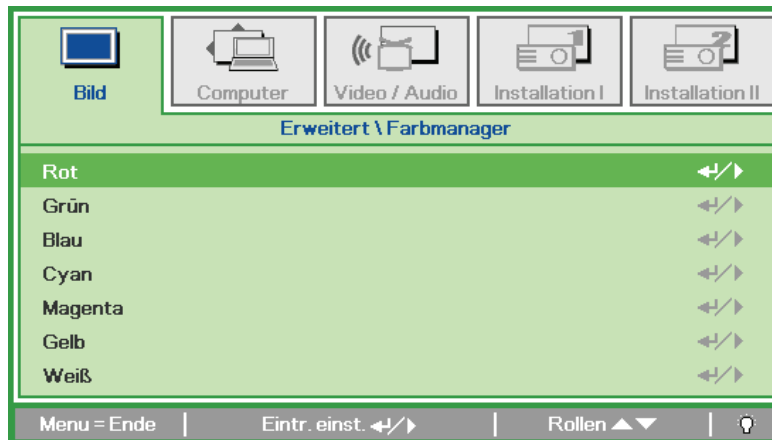 Bild
Computer
Video / Audio
Installation I
Installation II
Erweitert \ Farbmanager
Rot
Grün
Blau
Cyan
Magenta
Gelb
Weiß
Menu = Ende
Eintr. einst.
Rollen